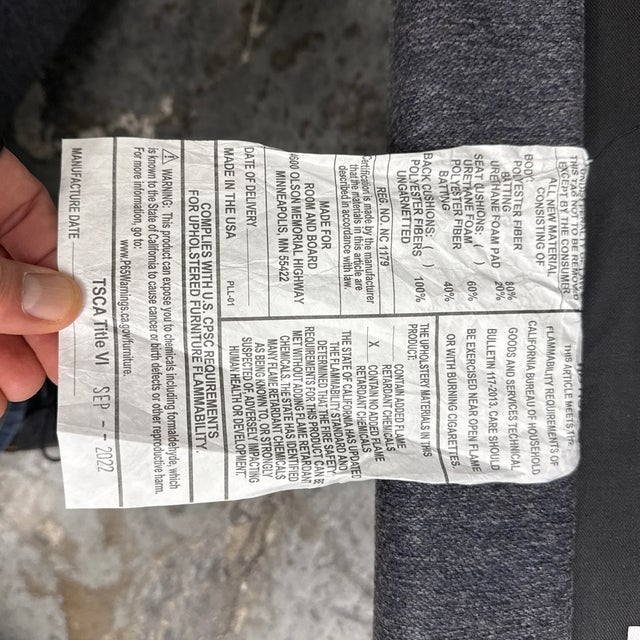 THIS TAG NOT TO BE REMOVED
EXCEPT BY THE CONSUMER
ALL NEW MATERIAL
CONSISTING OF
BODY:
POLYESTER FIBER
BATTING 80%
URETHANE FOAM PAD 20%
SEAT CUSHIONS: ( )
URETHANE FOAM 60%
POLYESTER FIBER
BATTING 40%
BACK CUSHIONS: ( )
POLYESTER FIBERS 100%
UNGARNETTED
REG. NO. NC 1179
Certification is made by the manufacturer
that the materials in this article are
described in accordance with law.
MADE FOR
ROOM AND BOARD
4600 OLSON MEMORIAL HIGHWAY
MINNEAPOLIS, MN 55422
DATE OF DELIVERY
MADE IN THE USA PLL-01
THIS ARTICLE MEETS THE
FLAMMABILITY REQUIREMENTS OF
CALIFORNIA BUREAU OF HOUSEHOLD
GOODS AND SERVICES TECHNICAL
BULLETIN 117-2013. CARE SHOULD
BE EXERCISED NEAR OPEN FLAME
OR WITH BURNING CIGARETTES.
THE UPHOLSTERY MATERIALS IN THIS
PRODUCT:
CONTAIN ADDED FLAME
RETARDANT CHEMICALS
X CONTAIN NO ADDED FLAME
RETARDANT CHEMICALS
THE STATE OF CALIFORNIA HAS UPDATED
THE FLAMMABILITY STANDARD AND
DETERMINED THAT THE FIRE SAFETY
REQUIREMENTS FOR THIS PRODUCT CAN BE
MET WITHOUT ADDING FLAME RETARDANT
CHEMICALS. THE STATE HAS IDENTIFIED
MANY FLAME RETARDANT CHEMICALS
AS BEING KNOWN TO, OR STRONGLY
SUSPECTED OF, ADVERSELY IMPACTING
HUMAN HEALTH OR DEVELOPMENT.
COMPLIES WITH U.S. CPSC REQUIREMENTS
FOR UPHOLSTERED FURNITURE FLAMMABILITY.
WARNING: This product can expose you to chemicals including formaldehyde, which
is known to the State of California to cause cancer or birth defects or other reproductive harm.
For more information, go to:
www.P65Warnings.ca.gov/furniture.
TSCA Title VI SEP -- 2022
MANUFACTURE DATE